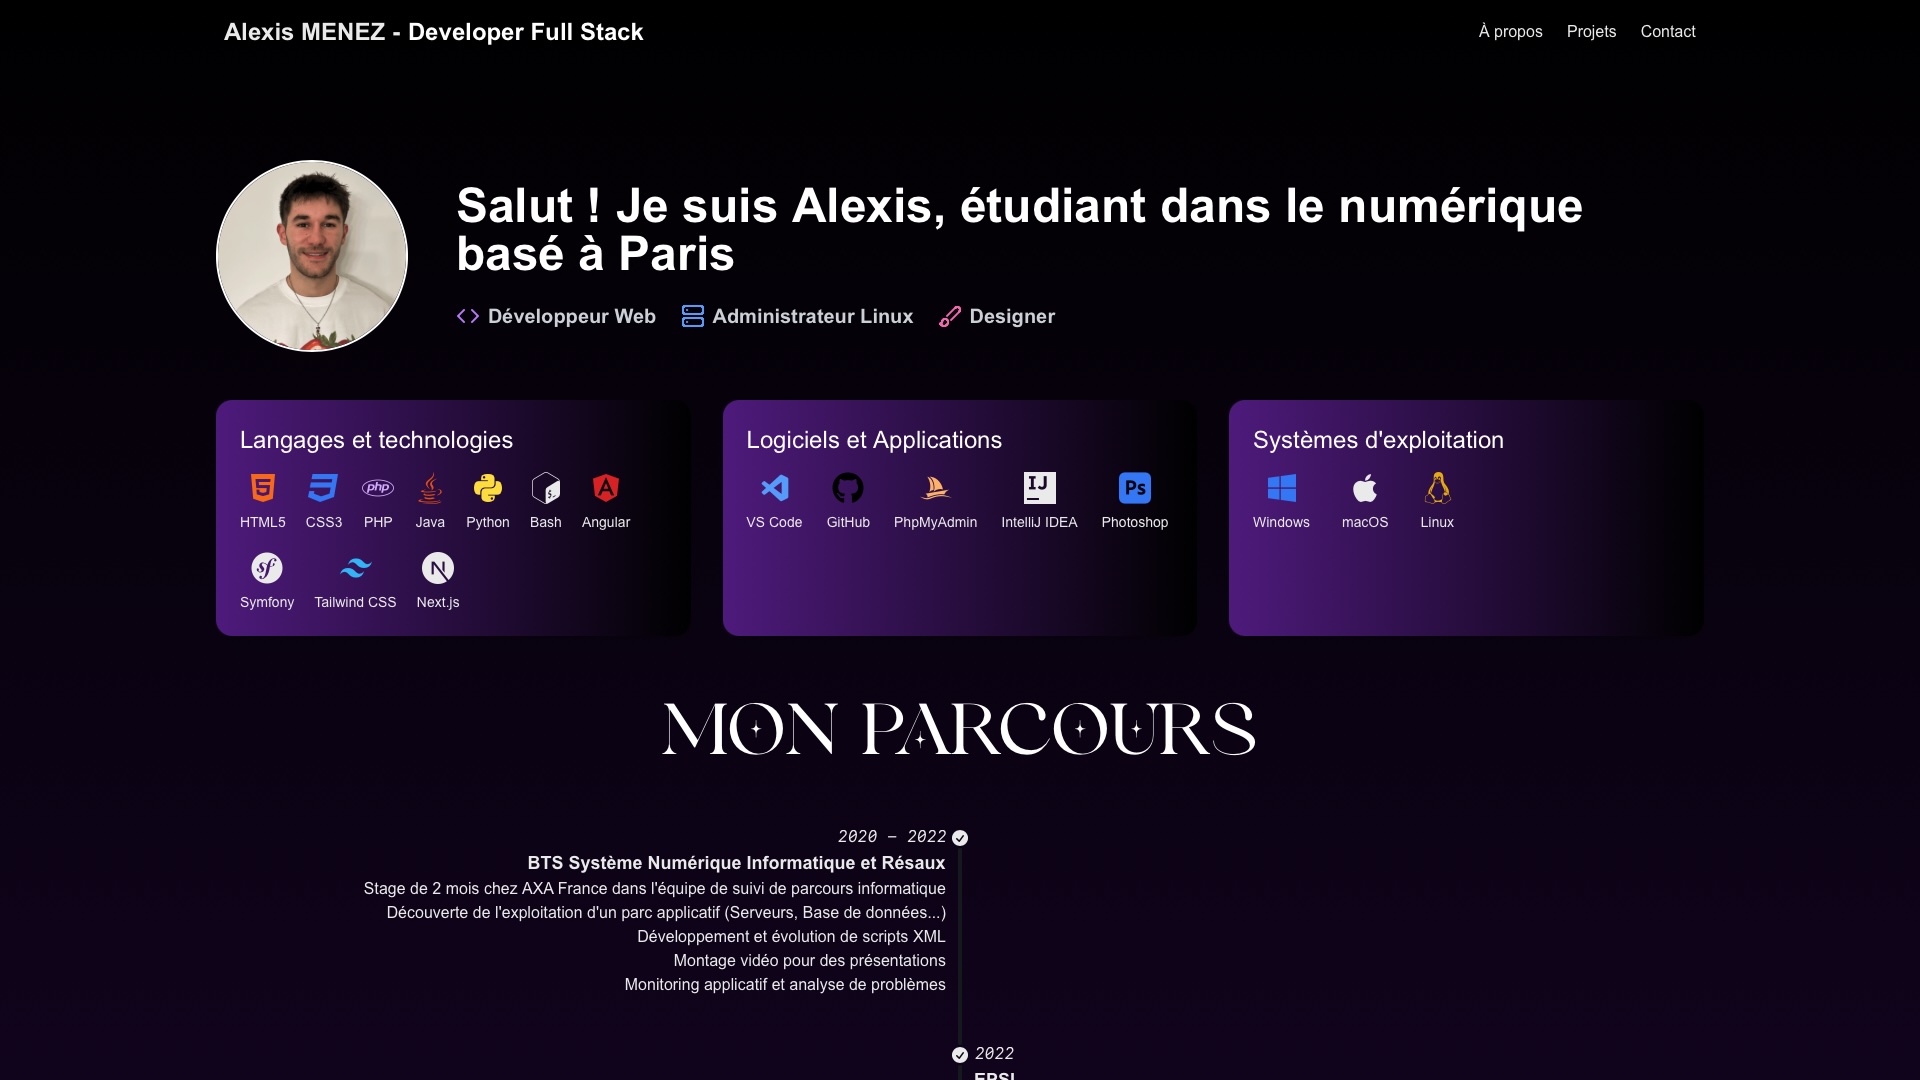 Alexis MENEZ - Developer Full Stack
À propos
Projets
Contact
Salut ! Je suis Alexis, étudiant dans le numérique
basé à Paris
Développeur Web
Administrateur Linux
Designer
Langages et technologies
HTML5
CSS3
php
PHP
Java
Python
Bash
Angular
Symfony
Tailwind CSS
Next.js
Logiciels et Applications
VS Code
GitHub
PhpMyAdmin
IJ
IntelliJ IDEA
Ps
Photoshop
Systèmes d'exploitation
Windows
macOS
Linux
MON PARCOURS
2020 – 2022
BTS Système Numérique Informatique et Résaux
Stage de 2 mois chez AXA France dans l'équipe de suivi de parcours informatique
Découverte de l'exploitation d'un parc applicatif (Serveurs, Base de données...)
Développement et évolution de scripts XML
Montage vidéo pour des présentations
Monitoring applicatif et analyse de problèmes
2022
EPSI